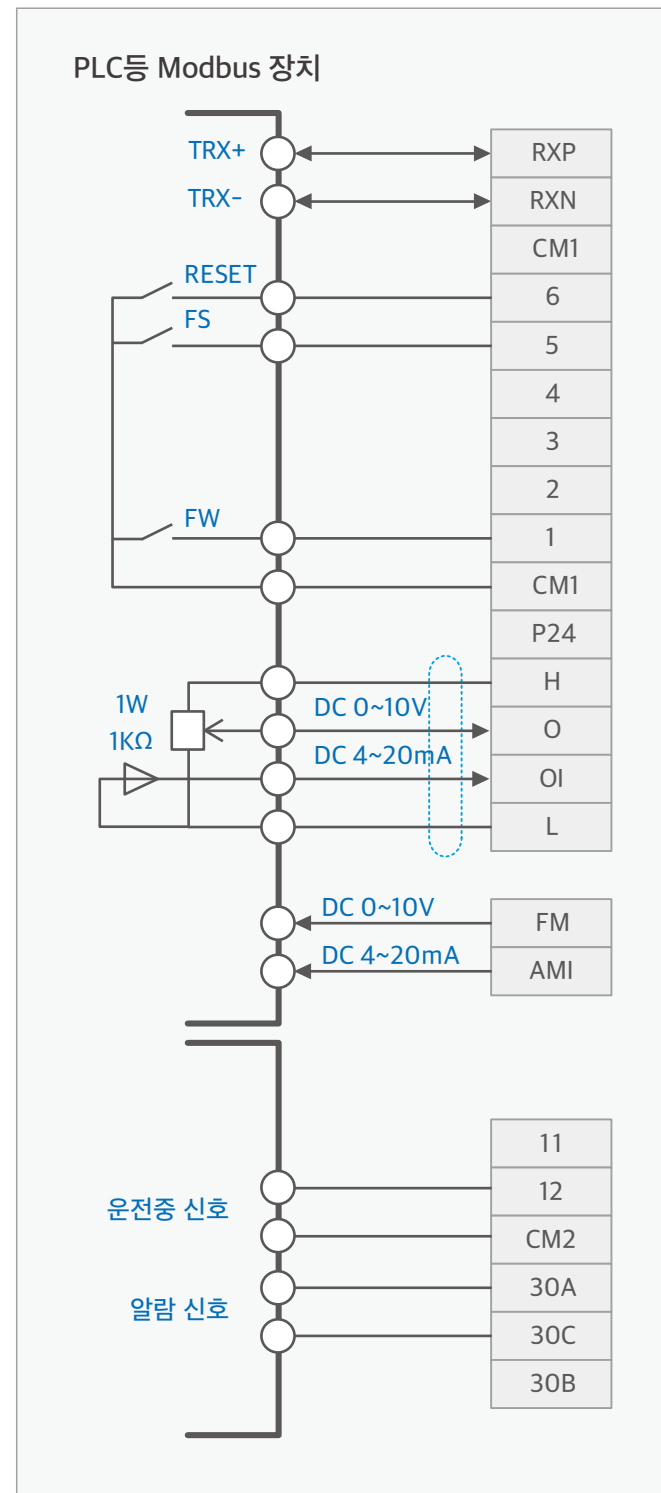 PLC등 Modbus 장치
TRX+
RXP
TRX-
RXN
CM1
RESET
6
FS
5
4
3
2
FW
1
CM1
P24
H
1W
1KΩ
DC 0~10V
O
DC 4~20mA
OI
L
DC 0~10V
FM
DC 4~20mA
AMI
11
운전중 신호
12
CM2
알람 신호
30A
30C
30B